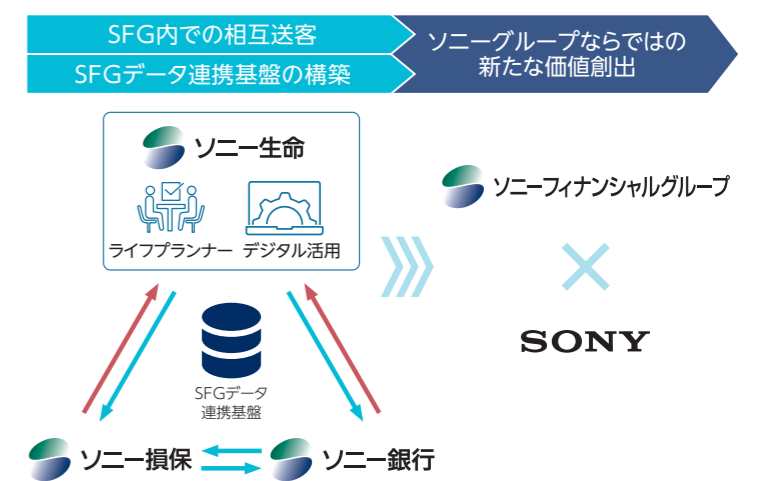 SFG内での相互送客
SFGデータ連携基盤の構築
ソニーグループならではの
新たな価値創出
ソニー生命
ライフプランナー
デジタル活用
SFGデータ
連携基盤
ソニー損保
ソニー銀行
ソニーフィナンシャルグループ
SONY